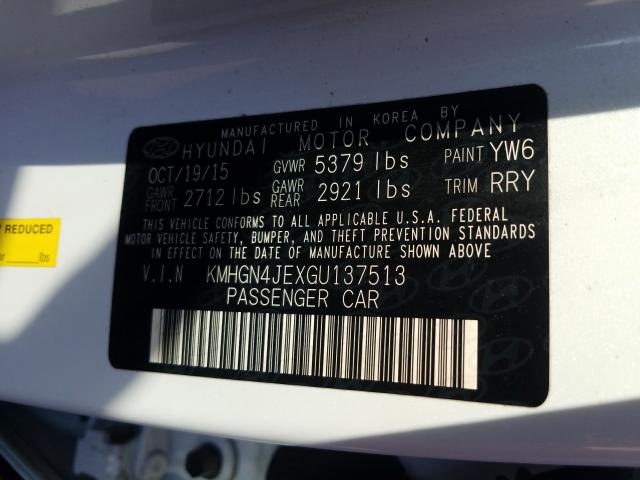 MANUFACTURED IN KOREA BY
HYUNDAI MOTOR COMPANY
OCT/19/15 GVWR 5379 lbs PAINT YW6
GAWR FRONT 2712 lbs GAWR REAR 2921 lbs TRIM RRY
THIS VEHICLE CONFORMS TO ALL APPLICABLE U.S.A. FEDERAL
MOTOR VEHICLE SAFETY, BUMPER, AND THEFT PREVENTION STANDARDS
IN EFFECT ON THE DATE OF MANUFACTURE SHOWN ABOVE
V.I.N KMHGN4JEXGU137513
PASSENGER CAR
REDUCED
lbs